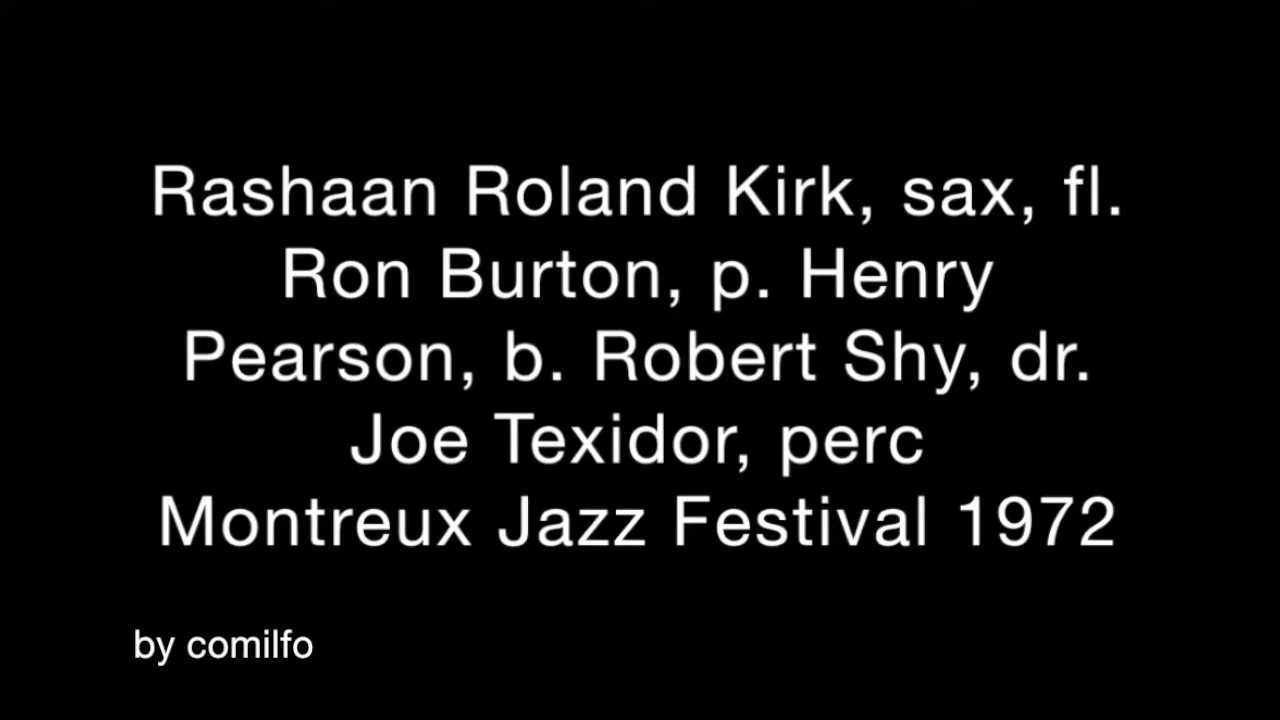 Rashaan Roland Kirk, sax, fl.
Ron Burton, p. Henry
Pearson, b. Robert Shy, dr.
Joe Texidor, perc
Montreux Jazz Festival 1972
by comilfo